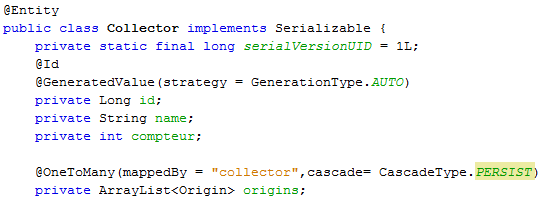 @Entity
public class Collector implements Serializable {
    private static final long serialVersionUID = 1L;
    @Id
    @GeneratedValue(strategy = GenerationType.AUTO)
    private Long id;
    private String name;
    private int compteur;

    @OneToMany(mappedBy = "collector",cascade= CascadeType.PERSIST)
    private ArrayList<Origin> origins;